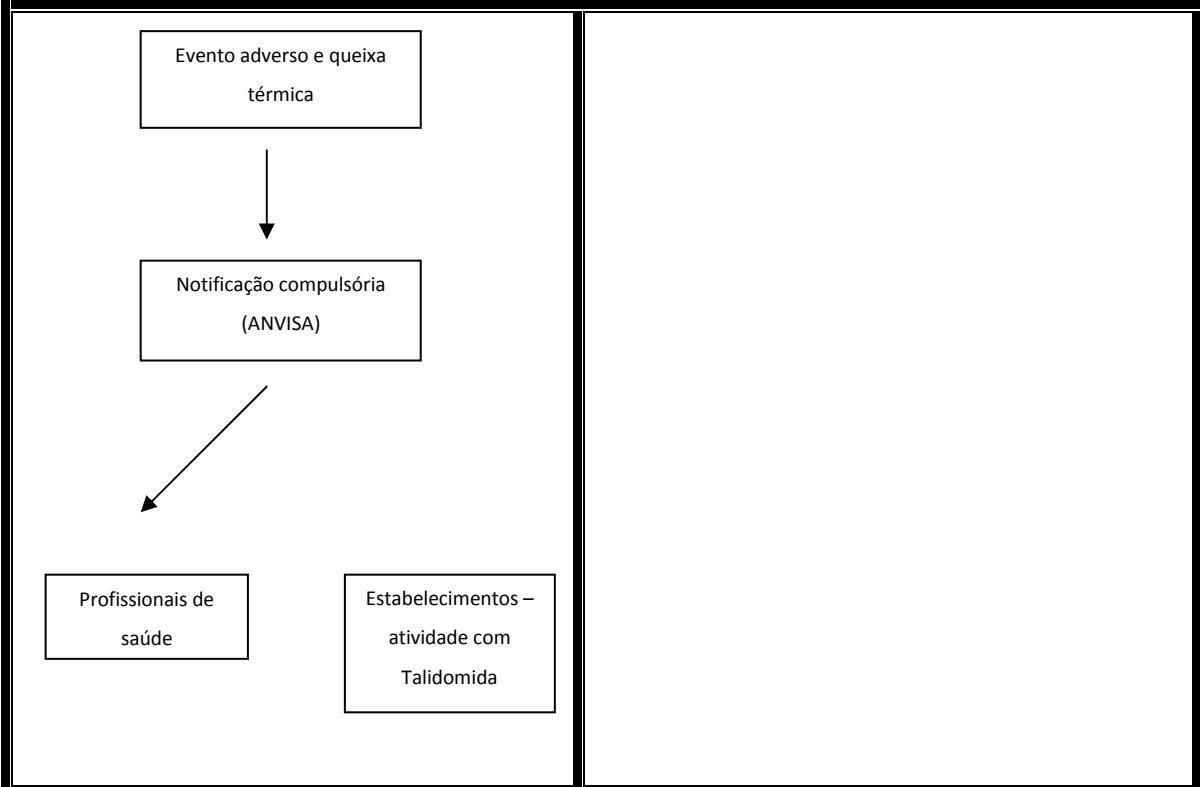 Evento adverso e queixa
térmica
Notificação compulsória
(ANVISA)
Profissionais de
saúde
Estabelecimentos –
atividade com
Talidomida